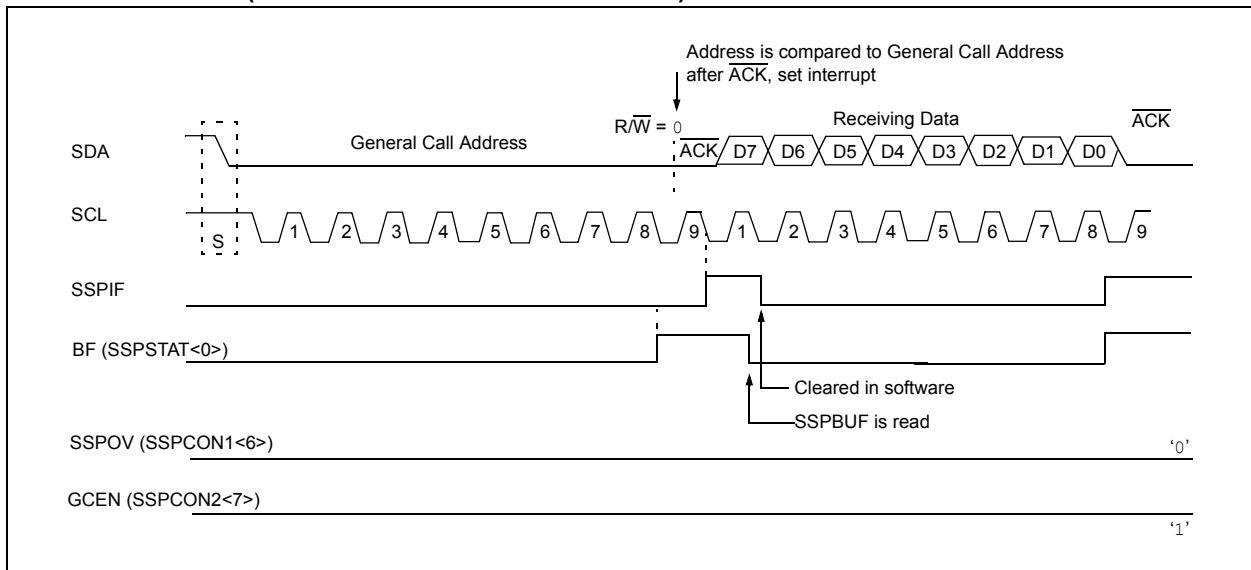 Address is compared to General Call Address
after ACK, set interrupt
R/W = 0
Receiving Data
ACK
SDA
General Call Address
ACK D7 D6 D5 D4 D3 D2 D1 D0
SCL
S
1 2 3 4 5 6 7 8 9 1 2 3 4 5 6 7 8 9
SSPIF
BF (SSPSTAT<0>)
Cleared in software
SSPBUF is read
SSPOV (SSPCON1<6>)
‘0’
GCEN (SSPCON2<7>)
‘1’